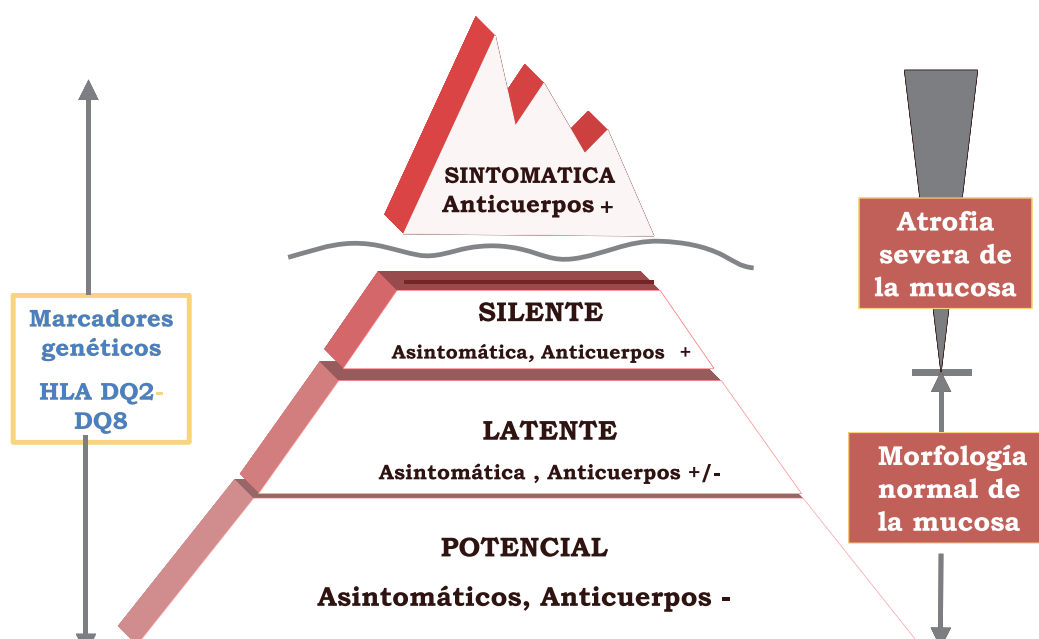 SINTOMATICA
Anticuerpos +
Atrofia
severa de
la mucosa
Marcadores
genéticos
HLA DQ2-
DQ8
SILENTE
Asintomática, Anticuerpos +
LATENTE
Asintomática , Anticuerpos +/-
Morfología
normal de
la mucosa
POTENCIAL
Asintomáticos, Anticuerpos -